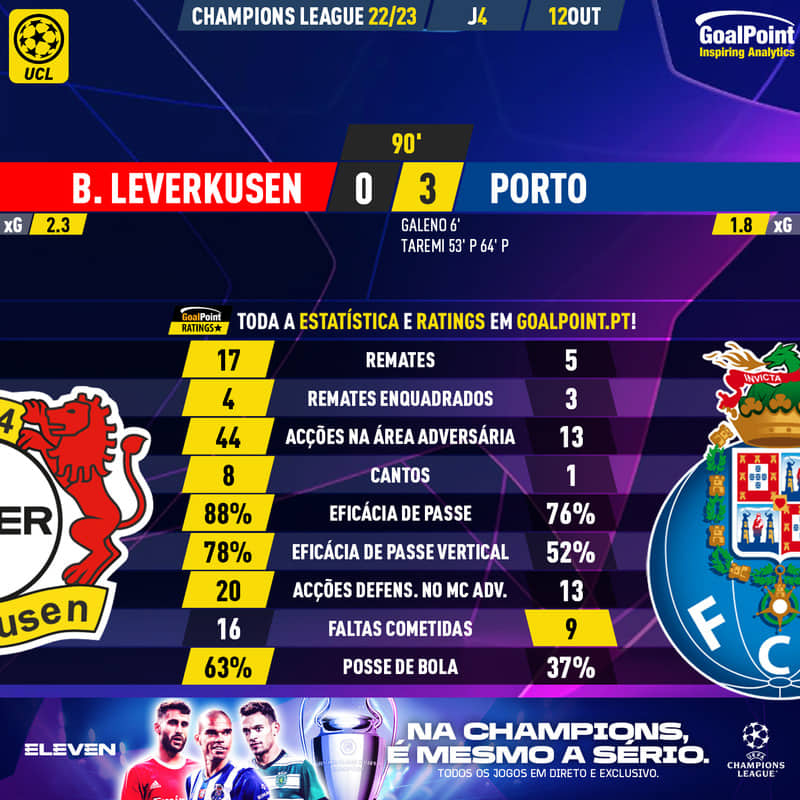 CHAMPIONS LEAGUE 22/23 J4 12OUT
UCL
GoalPoint
Inspiring Analytics
90'
B. LEVERKUSEN 0 3 PORTO
xG 2.3 1.8 xG
GALENO 6'
TAREMI 53' P 64' P
GoalPoint
RATINGS★
TODA A ESTATÍSTICA E RATINGS EM GOALPOINT.PT!
17 REMATES 5
4 REMATES ENQUADRADOS 3
44 ACÇÕES NA ÁREA ADVERSÁRIA 13
8 CANTOS 1
88% EFICÁCIA DE PASSE 76%
78% EFICÁCIA DE PASSE VERTICAL 52%
20 ACÇÕES DEFENS. NO MC ADV. 13
16 FALTAS COMETIDAS 9
63% POSSE DE BOLA 37%
4
ER
usen
INVICTA
F C
ELEVEN
NA CHAMPIONS,
É MESMO A SÉRIO.
TODOS OS JOGOS EM DIRETO E EXCLUSIVO.
UEFA
CHAMPIONS
LEAGUE